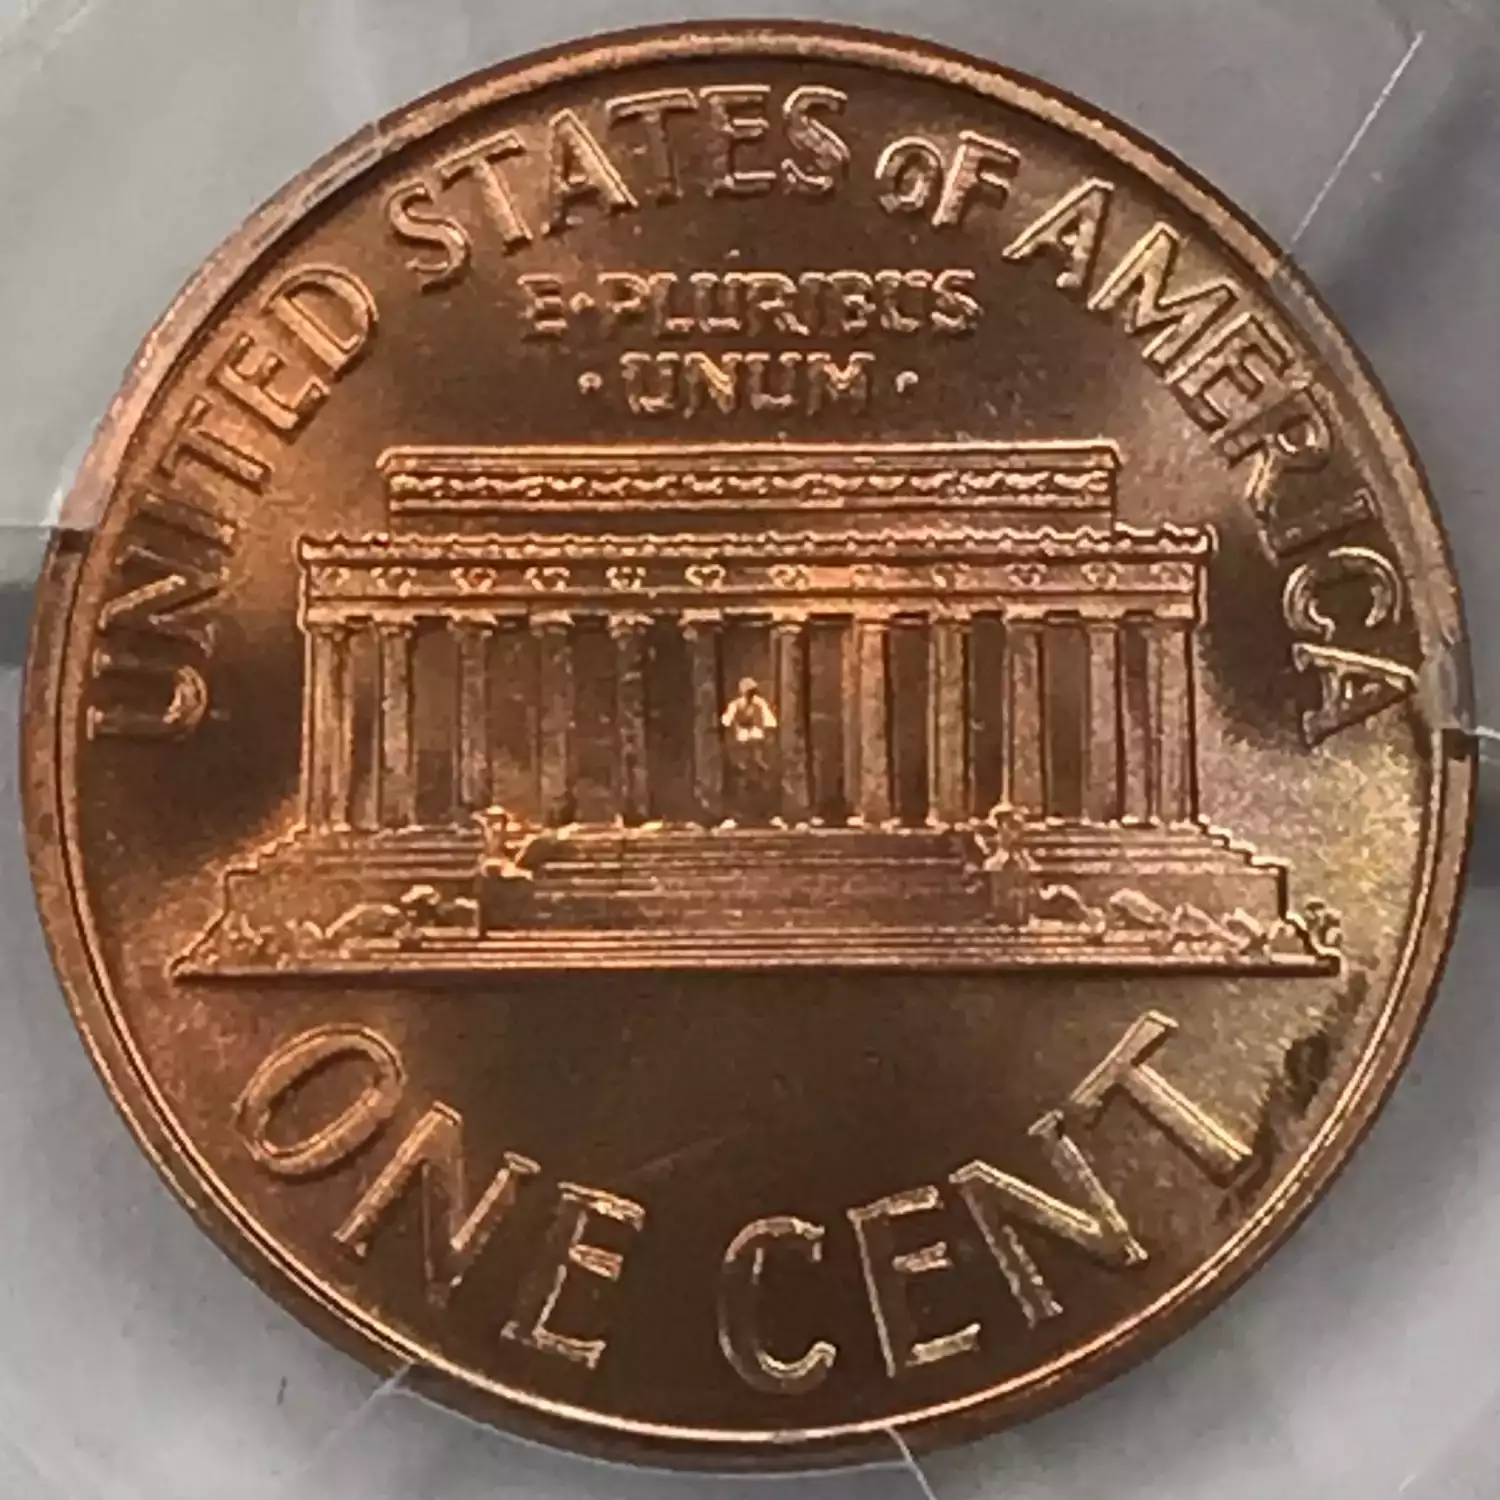 UNITED STATES OF AMERICA
E·PLURIBUS
·UNUM·
ONE CENT